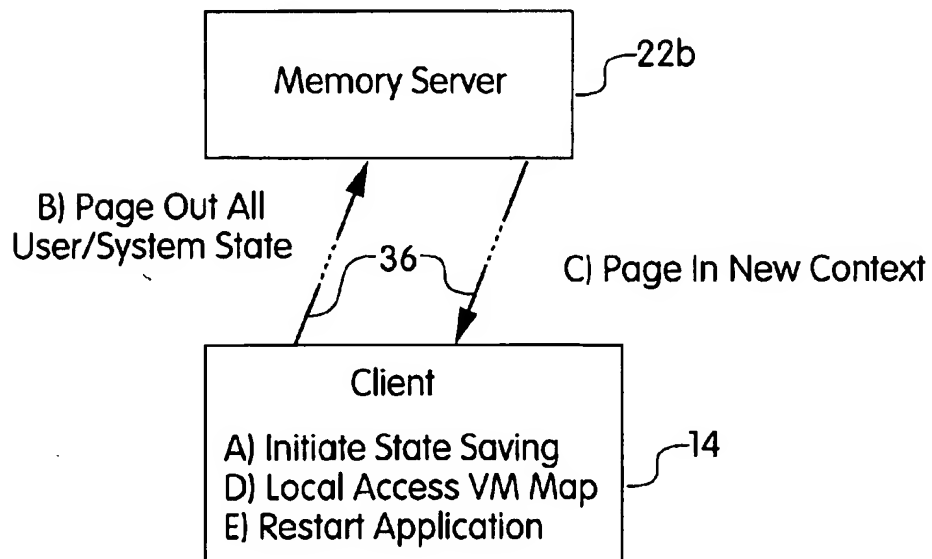 Memory Server
22b
B) Page Out All
User/System State
36
C) Page In New Context
Client
A) Initiate State Saving
D) Local Access VM Map
E) Restart Application
14